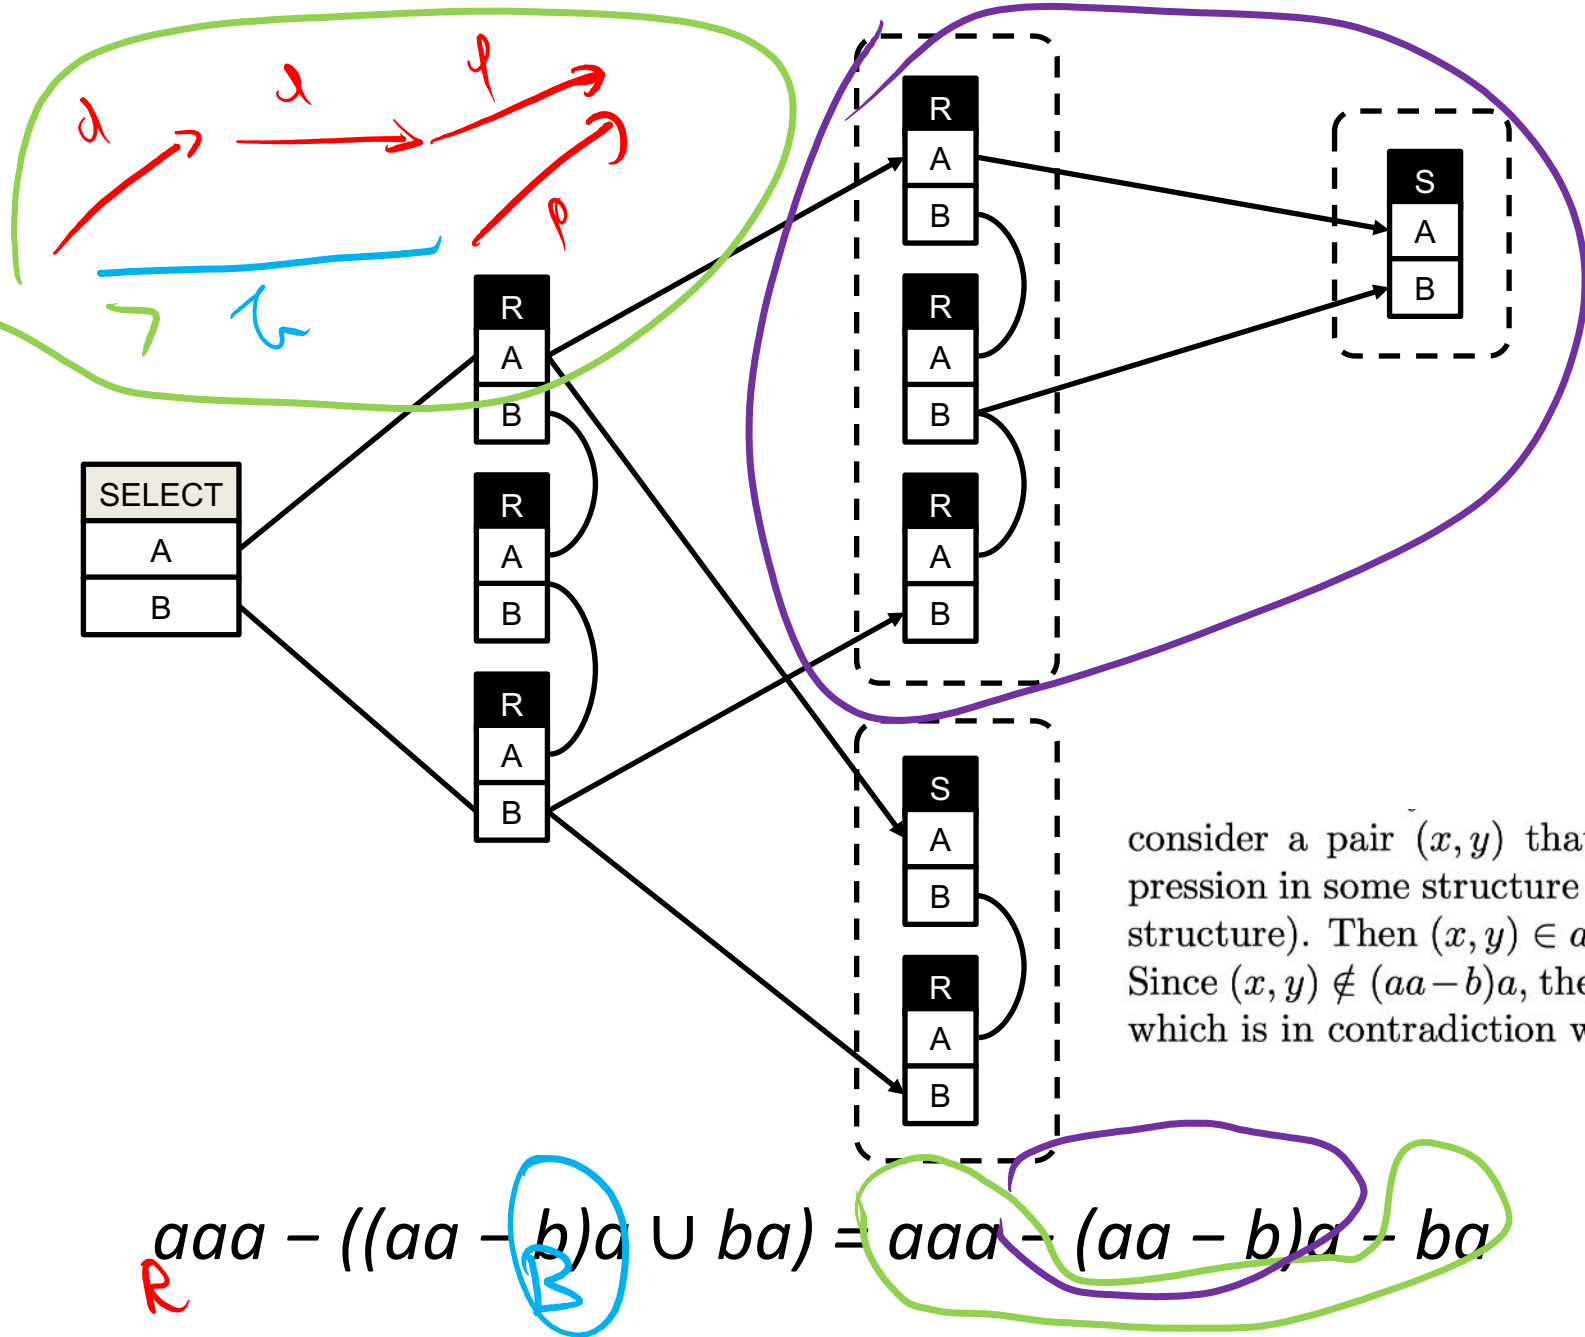 a
a
a
a
b
R
A
B
R
A
B
R
A
B
S
A
B
SELECT
A
B
R
A
B
R
A
B
R
A
B
S
A
B
R
A
B
consider a pair (x, y) tha
pression in some structure
structure). Then (x, y) ∈ a
Since (x, y) ∉ (aa−b)a, the
which is in contradiction w
aaa − ((aa − b)a ∪ ba) = aaa − (aa − b)a − ba
R
B